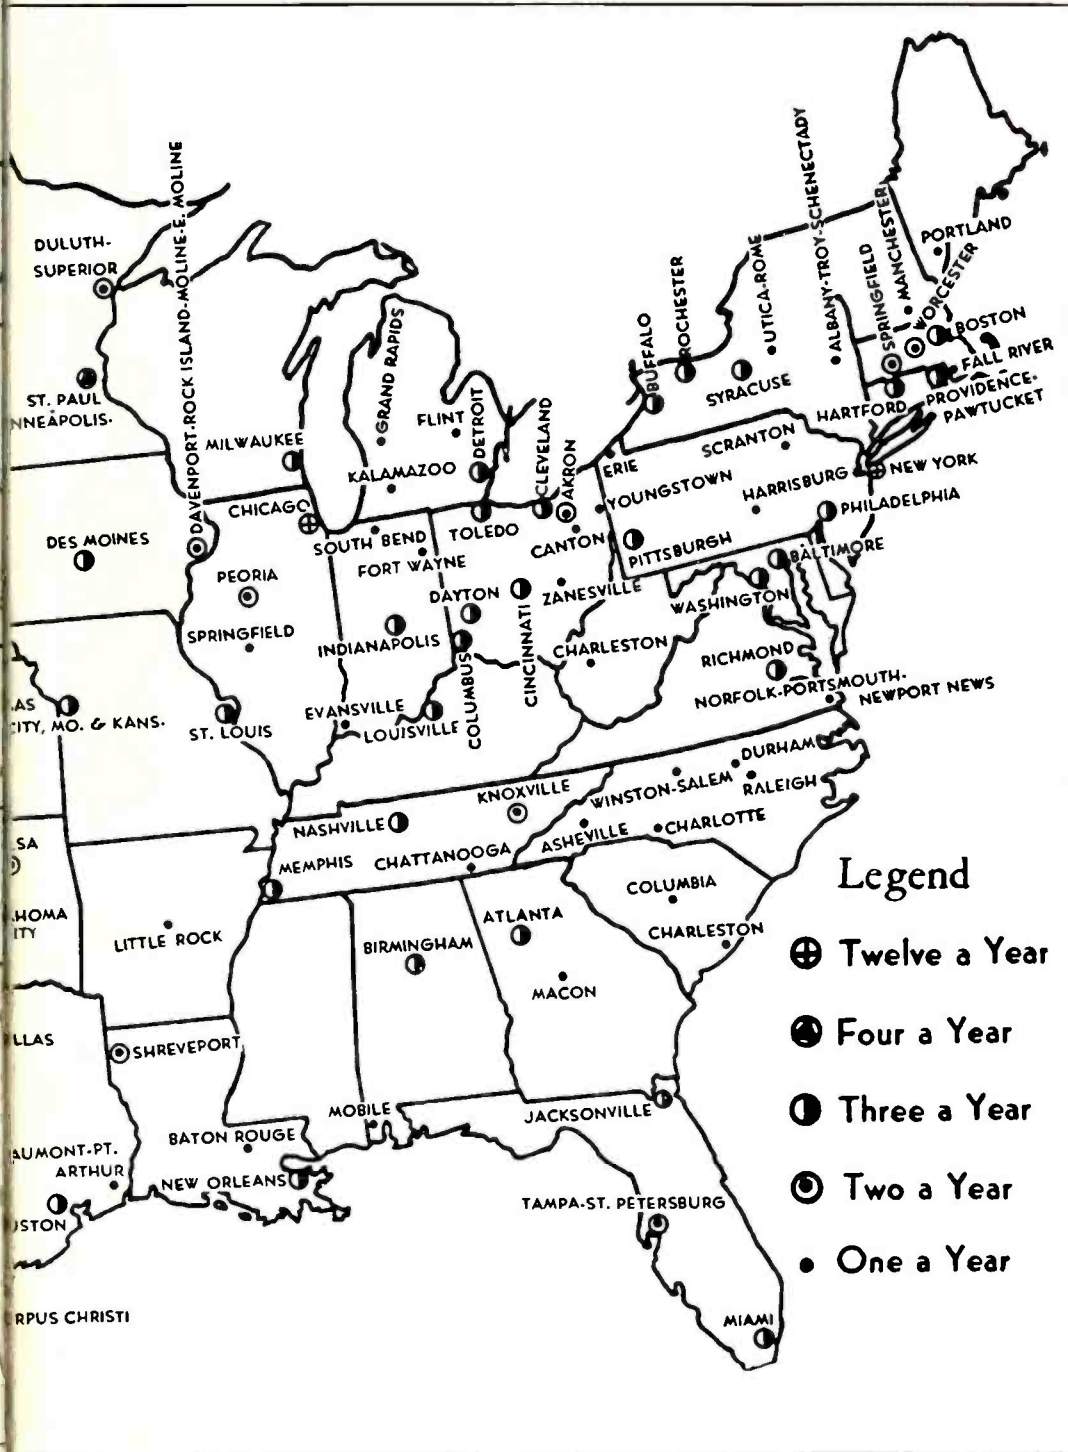 DULUTH-
SUPERIOR
DAVENPORT-ROCK ISLAND-MOLINE-E. MOLINE
ST. PAUL
NNEAPOLIS.
MILWAUKEE
GRAND RAPIDS
FLINT
DETROIT
KALAMAZOO
CHICAGO
CLEVELAND
AKRON
BUFFALO
ROCHESTER
UTICA-ROME
ALBANY-TROY-SCHENECTADY
SYRACUSE
SPRINGFIELD
MANCHESTER
WORCESTER
PORTLAND
BOSTON
FALL RIVER
PROVIDENCE-
PAWTUCKET
HARTFORD
SCRANTON
ERIE
YOUNGSTOWN
HARRISBURG
NEW YORK
PHILADELPHIA
DES MOINES
SOUTH BEND
TOLEDO
FORT WAYNE
CANTON
PITTSBURGH
BALTIMORE
PEORIA
DAYTON
ZANESVILLE
WASHINGTON
SPRINGFIELD
INDIANAPOLIS
COLUMBUS
CINCINNATI
CHARLESTON
RICHMOND
NORFOLK-PORTSMOUTH-
NEWPORT NEWS
AS
CITY, MO. & KANS.
ST. LOUIS
EVANSVILLE
LOUISVILLE
KNOXVILLE
WINSTON-SALEM
DURHAM
RALEIGH
NASHVILLE
ASHEVILLE
CHARLOTTE
LSA
MEMPHIS
CHATTANOOGA
COLUMBIA
Legend
AHOMA
ITY
LITTLE ROCK
BIRMINGHAM
ATLANTA
CHARLESTON
MACON
Twelve a Year
LLAS
SHREVEPORT
Four a Year
MOBILE
JACKSONVILLE
Three a Year
BATON ROUGE
AUMONT-PT.
ARTHUR
NEW ORLEANS
TAMPA-ST. PETERSBURG
Two a Year
USTON
One a Year
RPUS CHRISTI
MIAMI